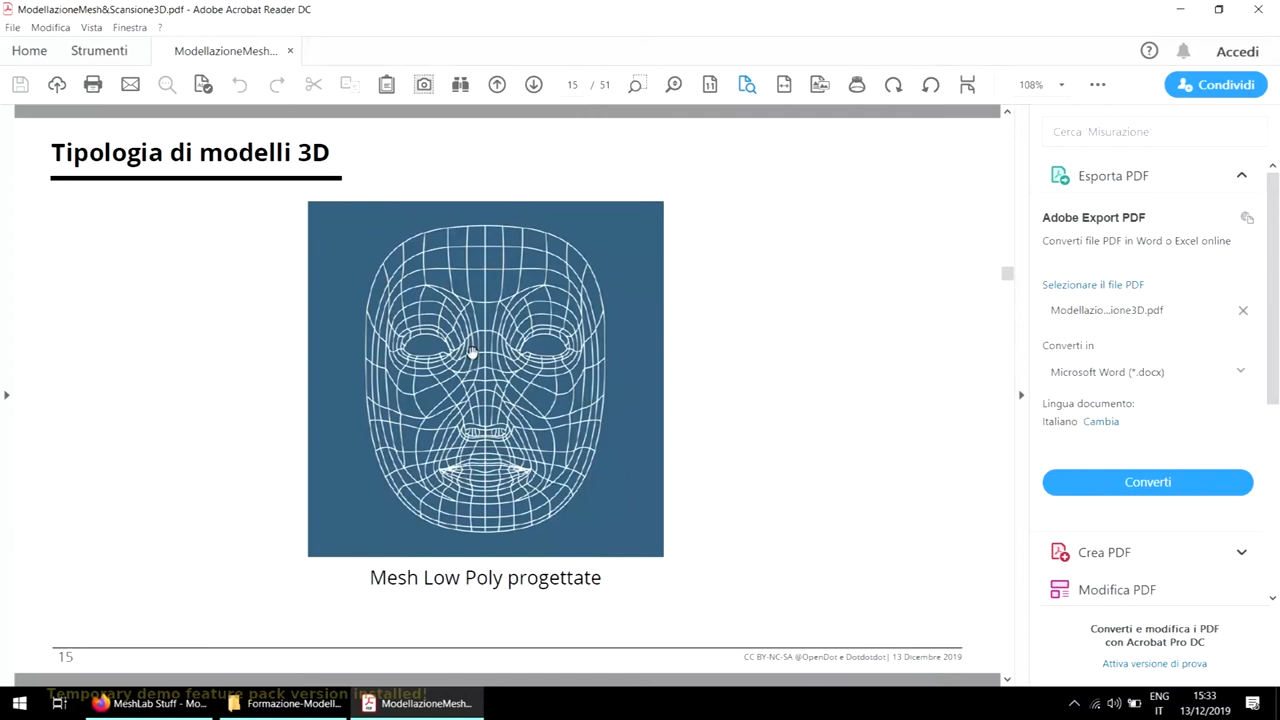 ModellazioneMesh&Scansione3D.pdf - Adobe Acrobat Reader DC
File Modifica Vista Finestra ?
Home Strumenti ModellazioneMesh... × Accedi
15 / 51 108% Condividi
Tipologia di modelli 3D
Mesh Low Poly progettate
15
CC BY-NC-SA @OpenDot e Dotdotdot | 13 Dicembre 2019
Cerca 'Misurazione
Esporta PDF
Adobe Export PDF
Converti file PDF in Word o Excel online
Selezionare il file PDF
Modellazio...ione3D.pdf
Converti in
Microsoft Word (*.docx)
Lingua documento:
Italiano Cambia
Converti
Crea PDF
Modifica PDF
Converti e modifica i PDF
con Acrobat Pro DC
Attiva versione di prova
Temporary demo feature pack version installed!
MeshLab Stuff - Mo... Formazione-Modell... ModellazioneMesh...
ENG
IT
15:33
13/12/2019